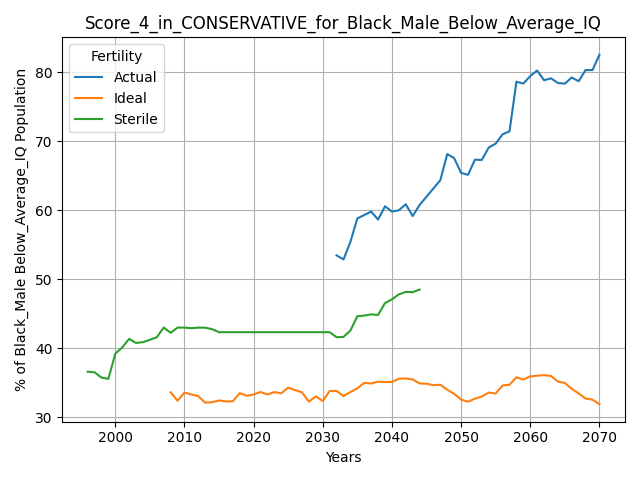 Score_4_in_CONSERVATIVE_for_Black_Male_Below_Average_IQ
Fertility
Actual
Ideal
Sterile
% of Black_Male Below_Average_IQ Population
80
70
60
50
40
30
2000 2010 2020 2030 2040 2050 2060 2070
Years